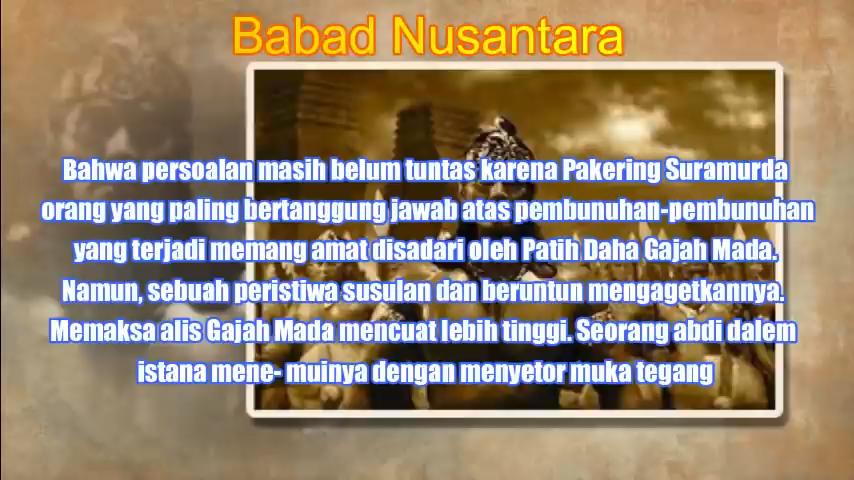 Babad Nusantara
Bahwa persoalan masih belum tuntas karena Pakering Suramurda
orang yang paling bertanggung jawab atas pembunuhan-pembunuhan
yang terjadi memang amat disadari oleh Patih Daha Gajah Mada.
Namun, sebuah peristiwa susulan dan beruntun mengagetkannya.
Memaksa alis Gajah Mada mencuat lebih tinggi. Seorang abdi dalem
istana mene- muinya dengan menyetor muka tegang